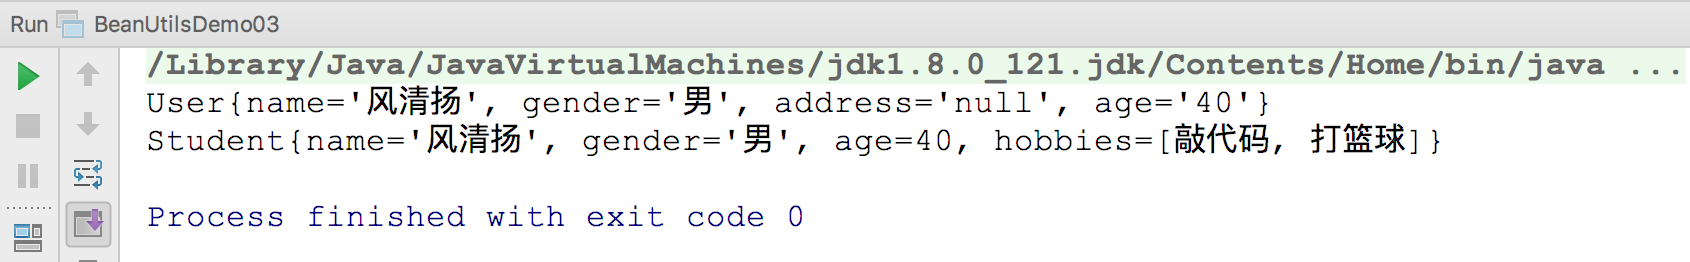 Run BeanUtilsDemo03
/Library/Java/JavaVirtualMachines/jdk1.8.0_121.jdk/Contents/Home/bin/java ...
User{name='风清扬', gender='男', address='null', age='40'}
Student{name='风清扬', gender='男', age=40, hobbies=[敲代码, 打篮球]}
Process finished with exit code 0